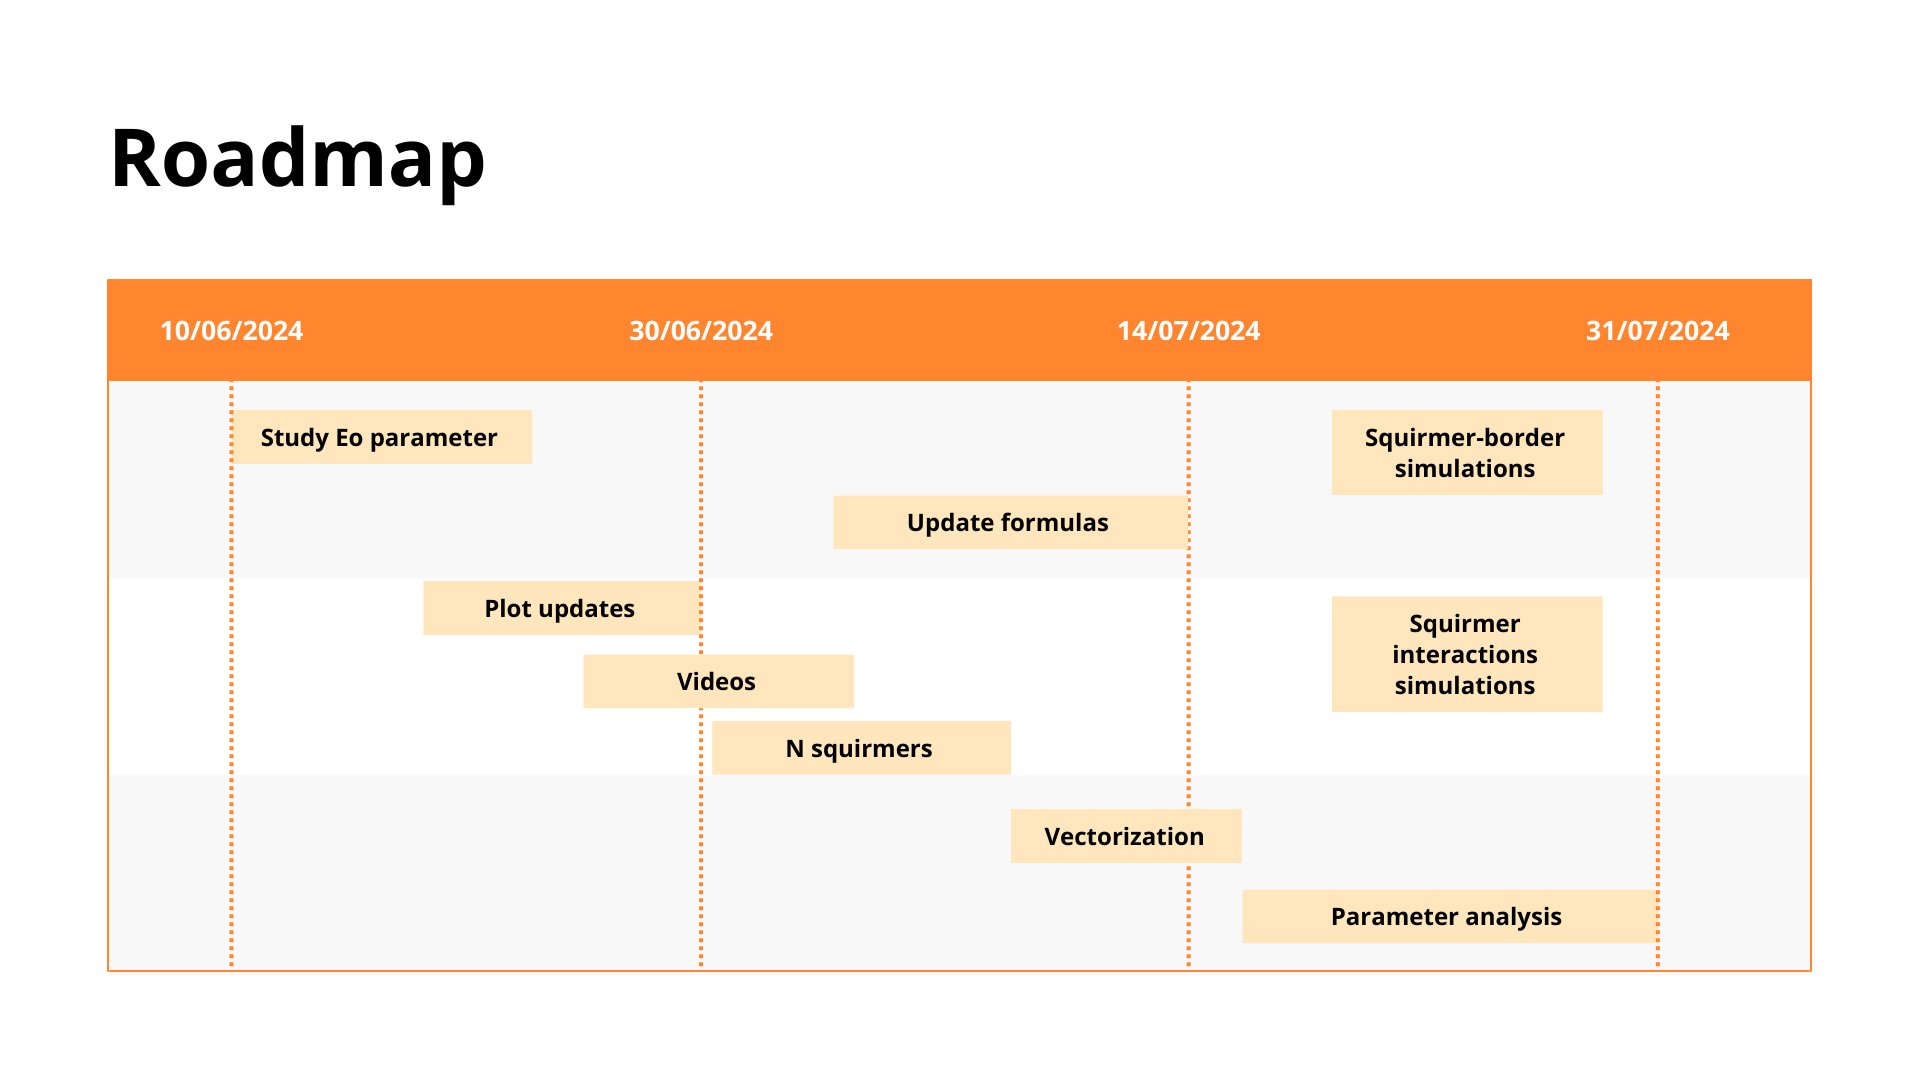 Roadmap
10/06/2024
30/06/2024
14/07/2024
31/07/2024
Study Eo parameter
Squirmer-border
simulations
Update formulas
Plot updates
Squirmer
interactions
simulations
Videos
N squirmers
Vectorization
Parameter analysis